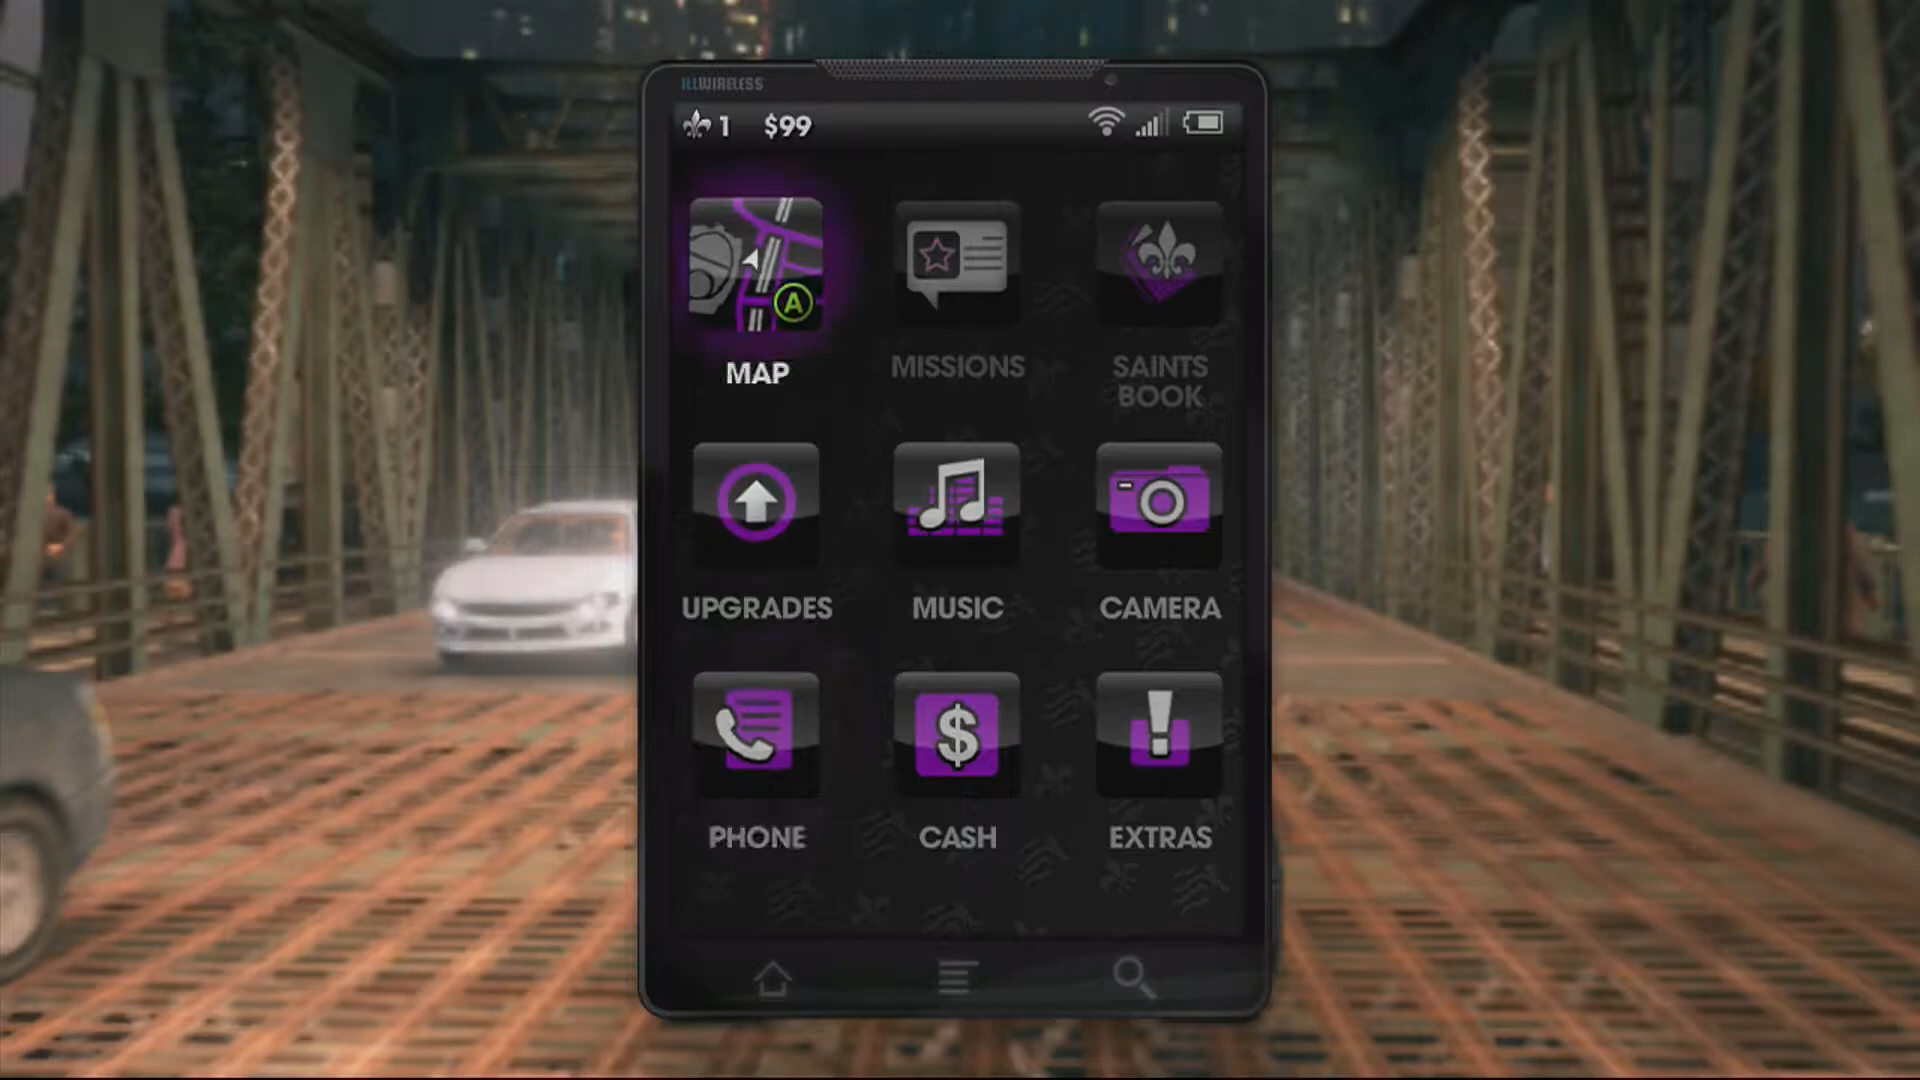 ILLWIRELESS
1 $99
A
MAP
MISSIONS
SAINTS
BOOK
UPGRADES
MUSIC
CAMERA
$
PHONE
CASH
EXTRAS